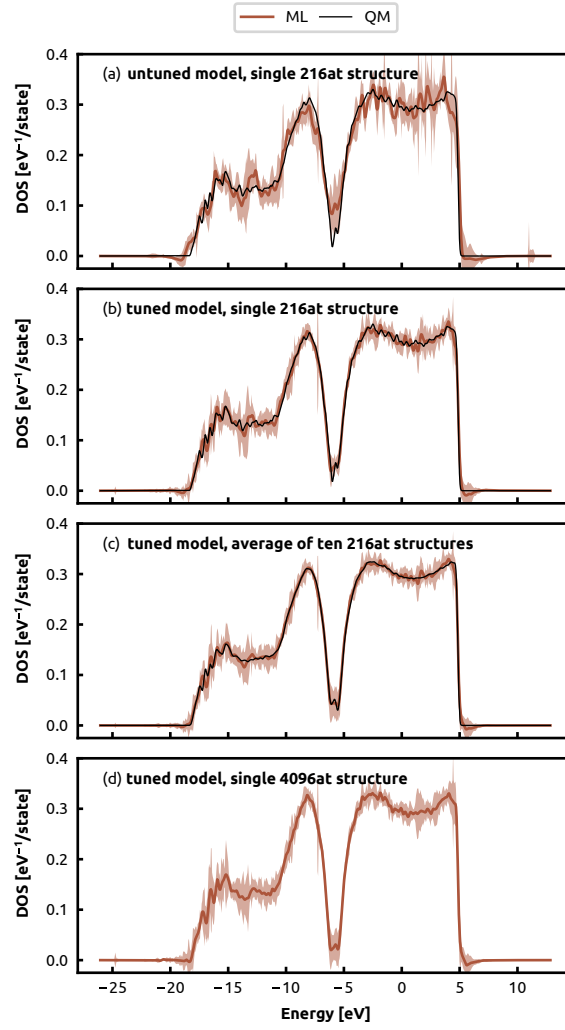 ML QM
0.4
(a) untuned model, single 216at structure
0.3
0.2
0.1
0.0
DOS [eV⁻¹/state]
0.4
(b) tuned model, single 216at structure
0.3
0.2
0.1
0.0
DOS [eV⁻¹/state]
0.4
(c) tuned model, average of ten 216at structures
0.3
0.2
0.1
0.0
DOS [eV⁻¹/state]
0.4
(d) tuned model, single 4096at structure
0.3
0.2
0.1
0.0
DOS [eV⁻¹/state]
−25 −20 −15 −10 −5 0 5 10
Energy [eV]